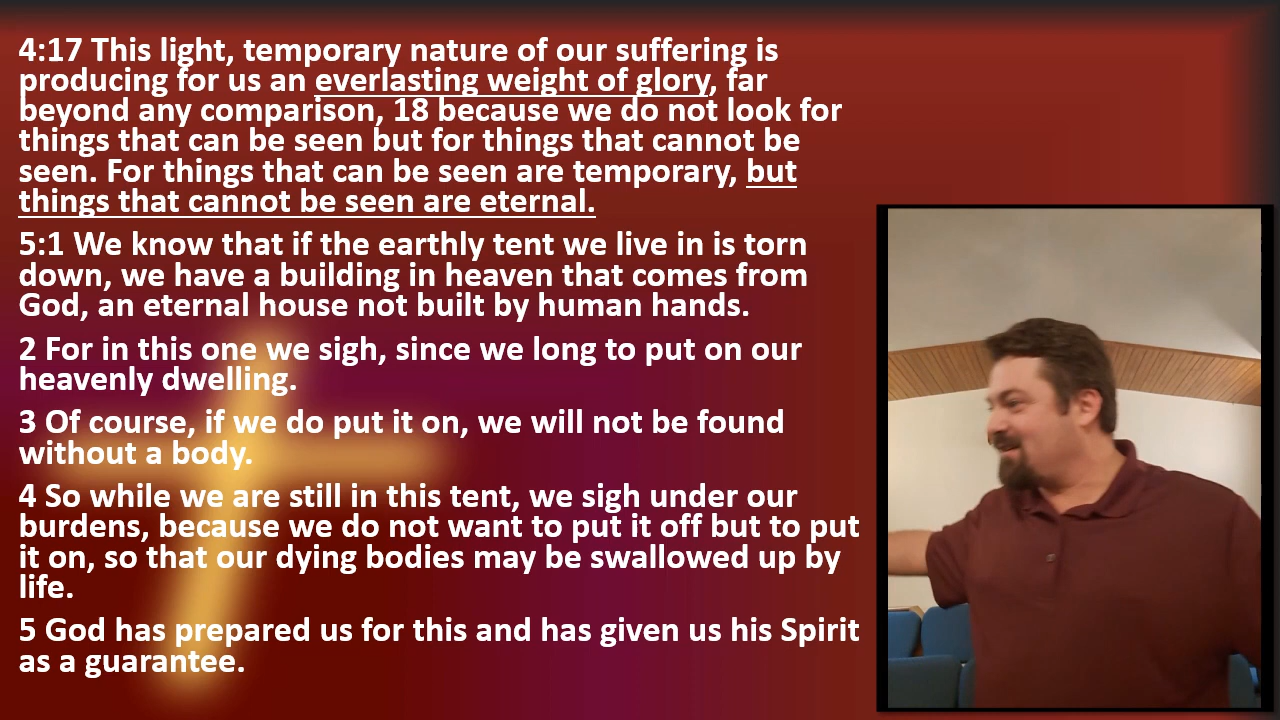 4:17 This light, temporary nature of our suffering is
producing for us an everlasting weight of glory, far
beyond any comparison, 18 because we do not look for
things that can be seen but for things that cannot be
seen. For things that can be seen are temporary, but
things that cannot be seen are eternal.
5:1 We know that if the earthly tent we live in is torn
down, we have a building in heaven that comes from
God, an eternal house not built by human hands.
2 For in this one we sigh, since we long to put on our
heavenly dwelling.
3 Of course, if we do put it on, we will not be found
without a body.
4 So while we are still in this tent, we sigh under our
burdens, because we do not want to put it off but to put
it on, so that our dying bodies may be swallowed up by
life.
5 God has prepared us for this and has given us his Spirit
as a guarantee.